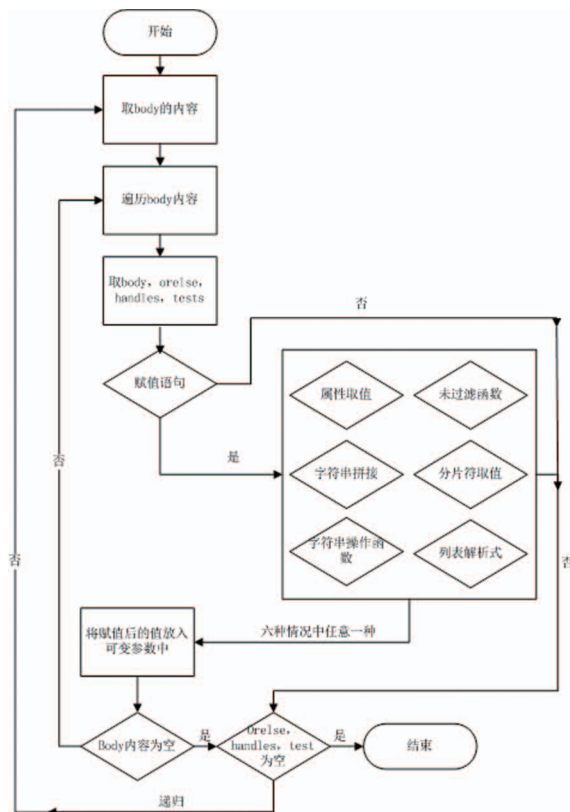 开始
取body的内容
遍历body内容
取body，orelse，
handles，tests
否
赋值语句
属性取值
未过滤函数
是
否
字符串拼接
分片符取值
字符串操作函
数
列表解析式
否
否
六种情况中任意一种
将赋值后的值放入
可变参数中
Body内容为空
是
Orelse，
handles，test
为空
是
结束
递归